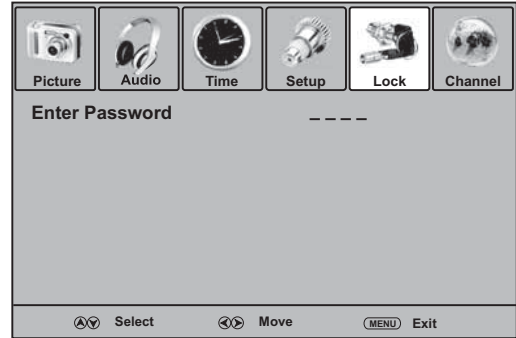 Picture Audio Time Setup Lock Channel
Enter Password _ _ _ _
Select Move MENU Exit